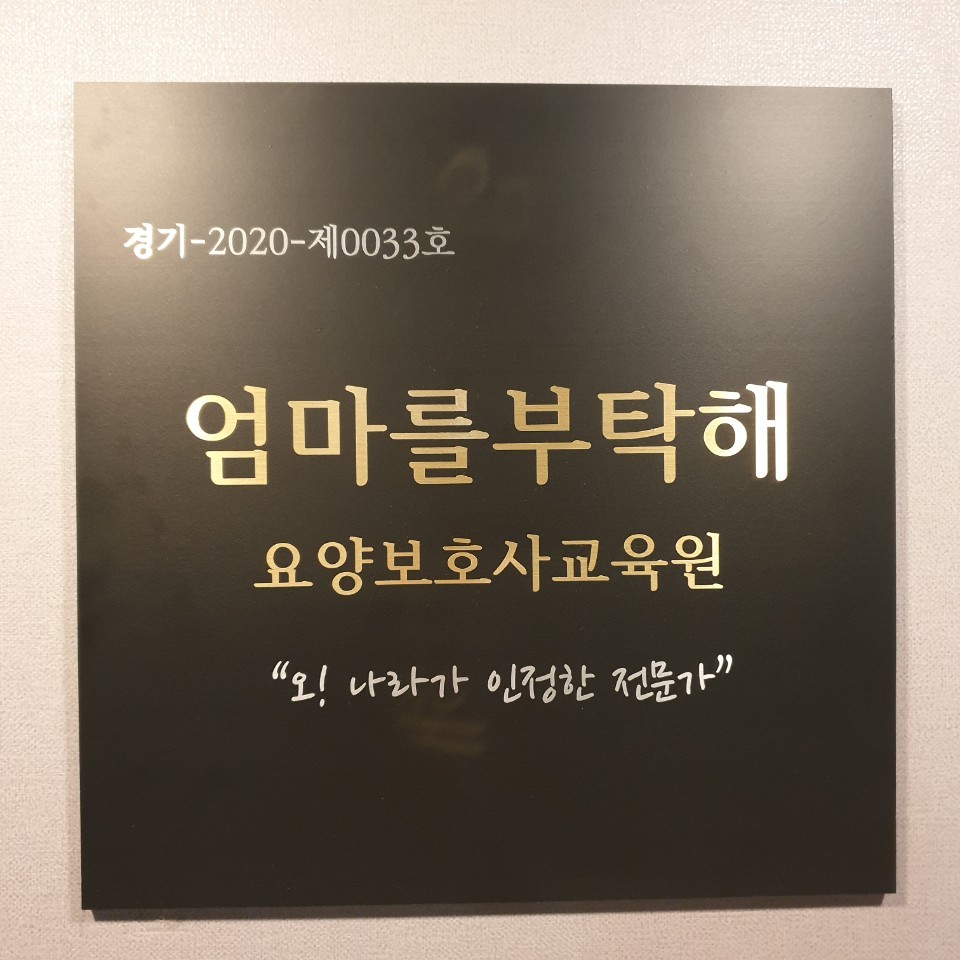 경기-2020-제0033호
엄마를부탁해
요양보호사교육원
"오! 나라가 인정한 전문가"